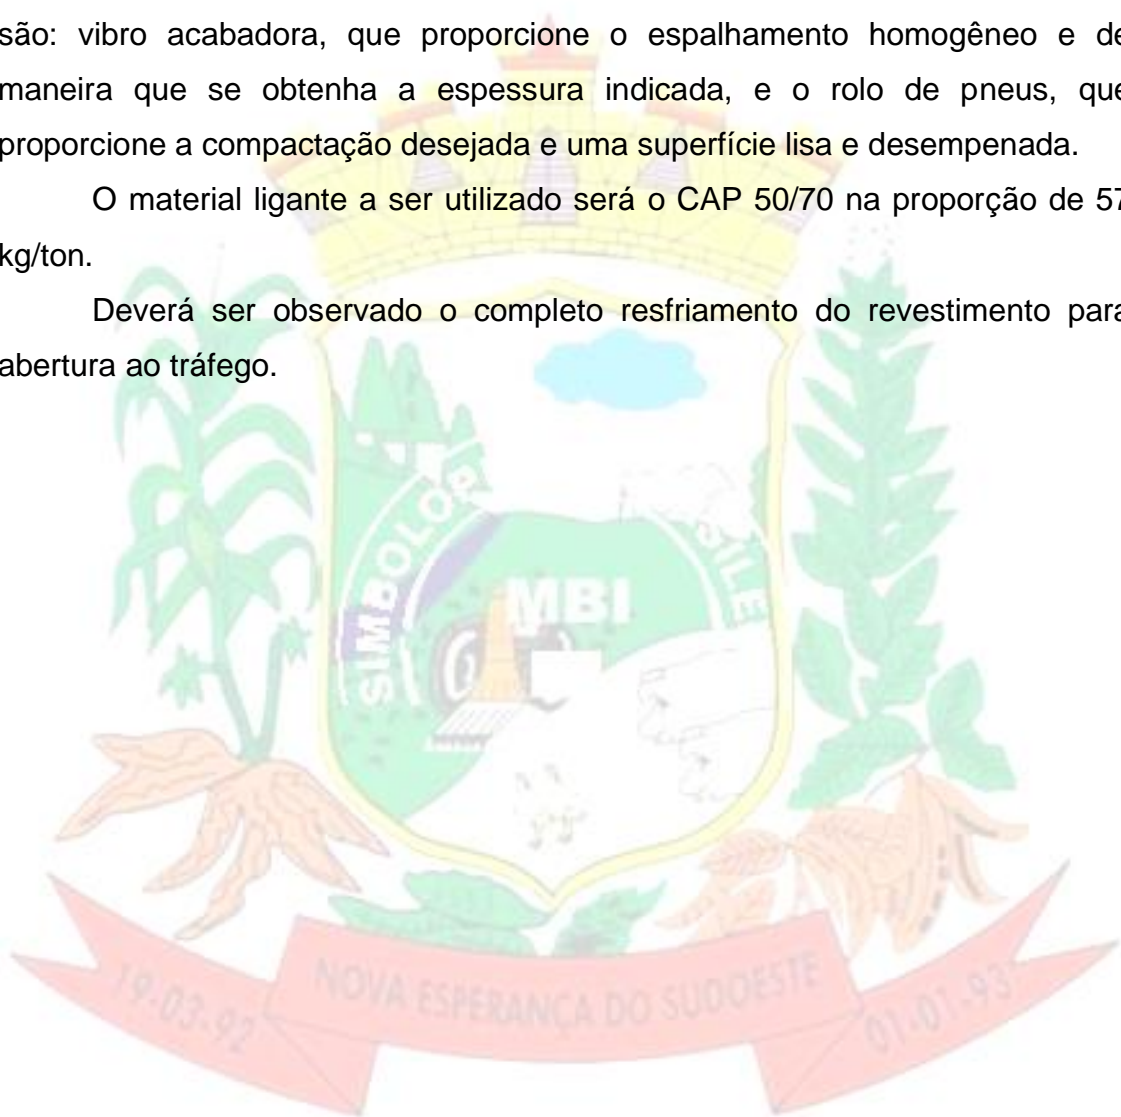 são: vibro acabadora, que proporcione o espalhamento homogêneo e de
maneira que se obtenha a espessura indicada, e o rolo de pneus, que
proporcione a compactação desejada e uma superfície lisa e desempenada.
O material ligante a ser utilizado será o CAP 50/70 na proporção de 57
kg/ton.
Deverá ser observado o completo resfriamento do revestimento para
abertura ao tráfego.
SIMBOLOP
SILE
MBI
19-03-92
NOVA ESPERANÇA DO SUDOESTE
01-01-93